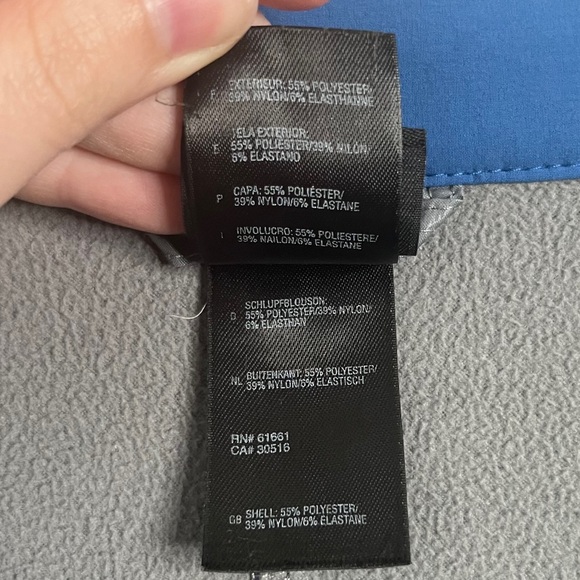 F EXTERIEUR: 55% POLYESTER/
39% NYLON/6% ELASTHANNE
E TELA EXTERIOR:
55% POLIESTER/39% NILON/
6% ELASTANO
P CAPA: 55% POLIÉSTER/
39% NYLON/6% ELASTANE
I INVOLUCRO: 55% POLIESTERE/
39% NAILON/6% ELASTANE
D SCHLUPFBLOUSON:
55% POLYESTER/39% NYLON/
6% ELASTHAN
NL BUITENKANT: 55% POLYESTER/
39% NYLON/6% ELASTISCH
RN# 61661
CA# 30516
GB SHELL: 55% POLYESTER/
39% NYLON/6% ELASTANE